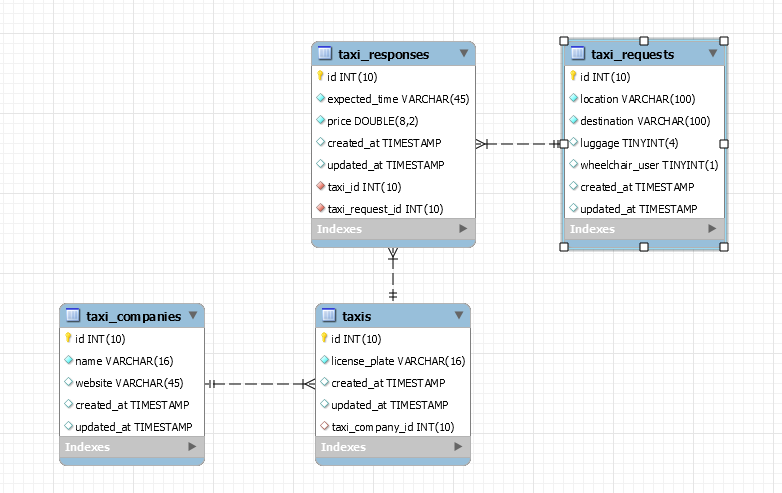 taxi_responses
id INT(10)
expected_time VARCHAR(45)
price DOUBLE(8,2)
created_at TIMESTAMP
updated_at TIMESTAMP
taxi_id INT(10)
taxi_request_id INT(10)
Indexes
taxi_requests
id INT(10)
location VARCHAR(100)
destination VARCHAR(100)
luggage TINYINT(4)
wheelchair_user TINYINT(1)
created_at TIMESTAMP
updated_at TIMESTAMP
Indexes
taxi_companies
id INT(10)
name VARCHAR(16)
website VARCHAR(45)
created_at TIMESTAMP
updated_at TIMESTAMP
Indexes
taxis
id INT(10)
license_plate VARCHAR(16)
created_at TIMESTAMP
updated_at TIMESTAMP
taxi_company_id INT(10)
Indexes